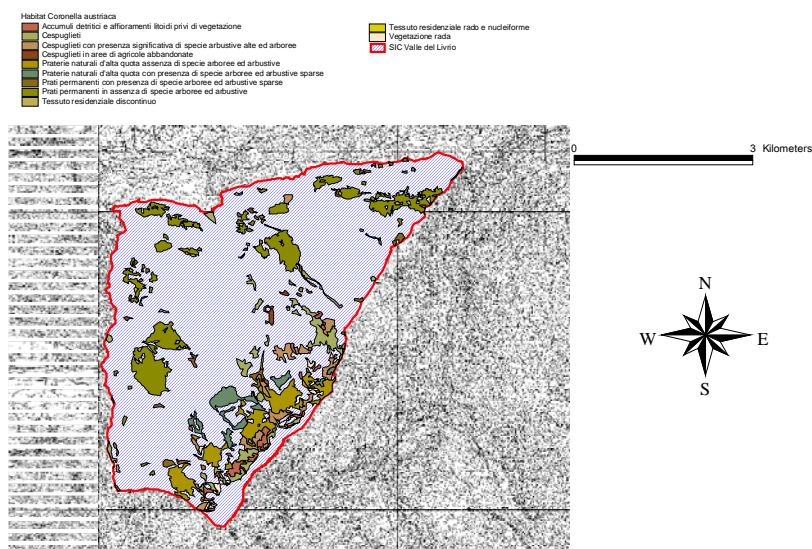 Habitat Coronella austriaca
Accumuli detritici e affioramenti litoidi privi di vegetazione
Cespuglieti
Cespuglieti con presenza significativa di specie arbustive alte ed arboree
Cespuglieti in aree di agricole abbandonate
Praterie naturali d'alta quota assenza di specie arboree ed arbustive
Praterie naturali d'alta quota con presenza di specie arboree ed arbustive sparse
Prati permanenti con presenza di specie arboree ed arbustive sparse
Prati permanenti in assenza di specie arboree ed arbustive
Tessuto residenziale discontinuo
Tessuto residenziale rado e nucleiforme
Vegetazione rada
SIC Valle del Livrio
0 3 Kilometers
N
W E
S